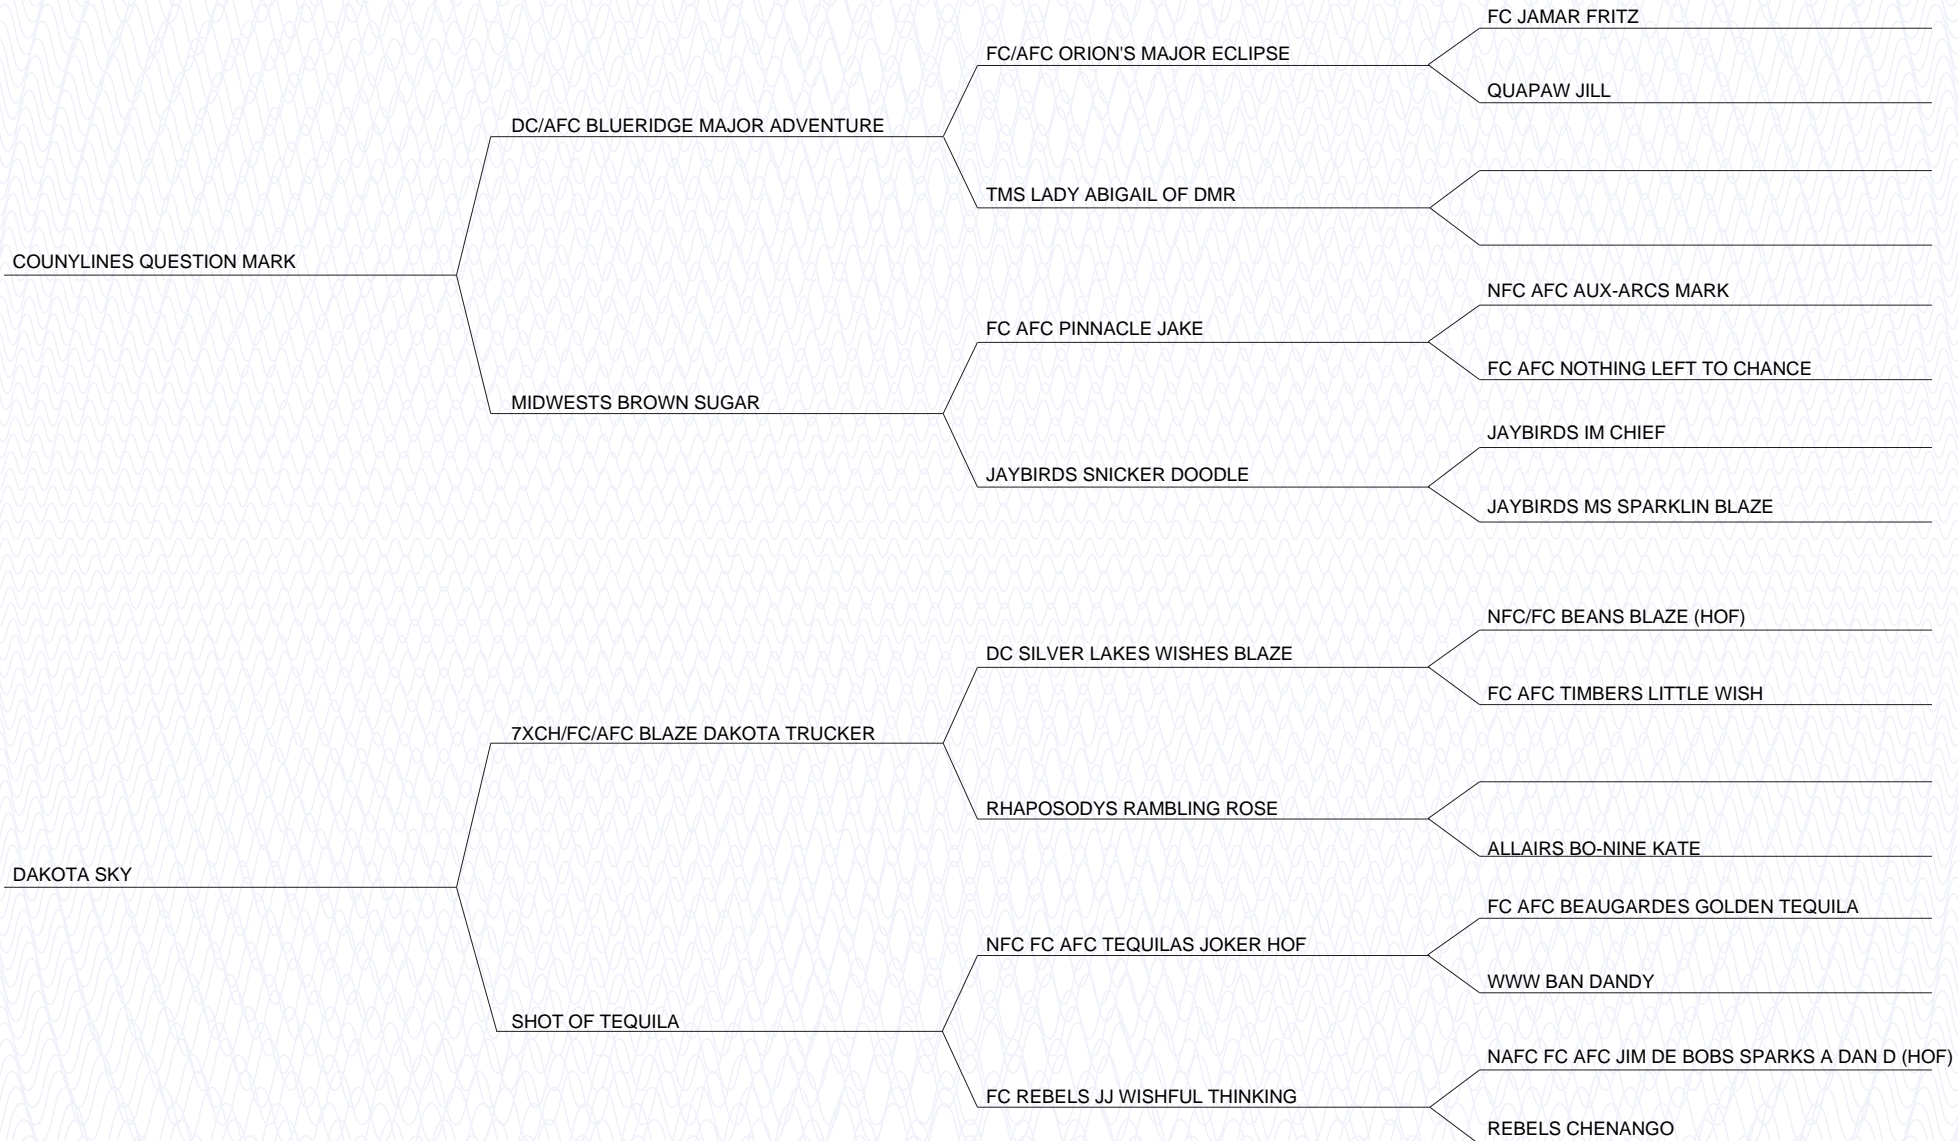 FC JAMAR FRITZ
FC/AFC ORION'S MAJOR ECLIPSE
QUAPAW JILL
DC/AFC BLUERIDGE MAJOR ADVENTURE
TMS LADY ABIGAIL OF DMR
COUNYLINES QUESTION MARK
NFC AFC AUX-ARCS MARK
FC AFC PINNACLE JAKE
FC AFC NOTHING LEFT TO CHANCE
MIDWESTS BROWN SUGAR
JAYBIRDS IM CHIEF
JAYBIRDS SNICKER DOODLE
JAYBIRDS MS SPARKLIN BLAZE
NFC/FC BEANS BLAZE (HOF)
DC SILVER LAKES WISHES BLAZE
FC AFC TIMBERS LITTLE WISH
7XCH/FC/AFC BLAZE DAKOTA TRUCKER
RHAPOSODYS RAMBLING ROSE
ALLAIRS BO-NINE KATE
DAKOTA SKY
FC AFC BEAUGARDES GOLDEN TEQUILA
NFC FC AFC TEQUILAS JOKER HOF
WWW BAN DANDY
SHOT OF TEQUILA
NAFC FC AFC JIM DE BOBS SPARKS A DAN D (HOF)
FC REBELS JJ WISHFUL THINKING
REBELS CHENANGO